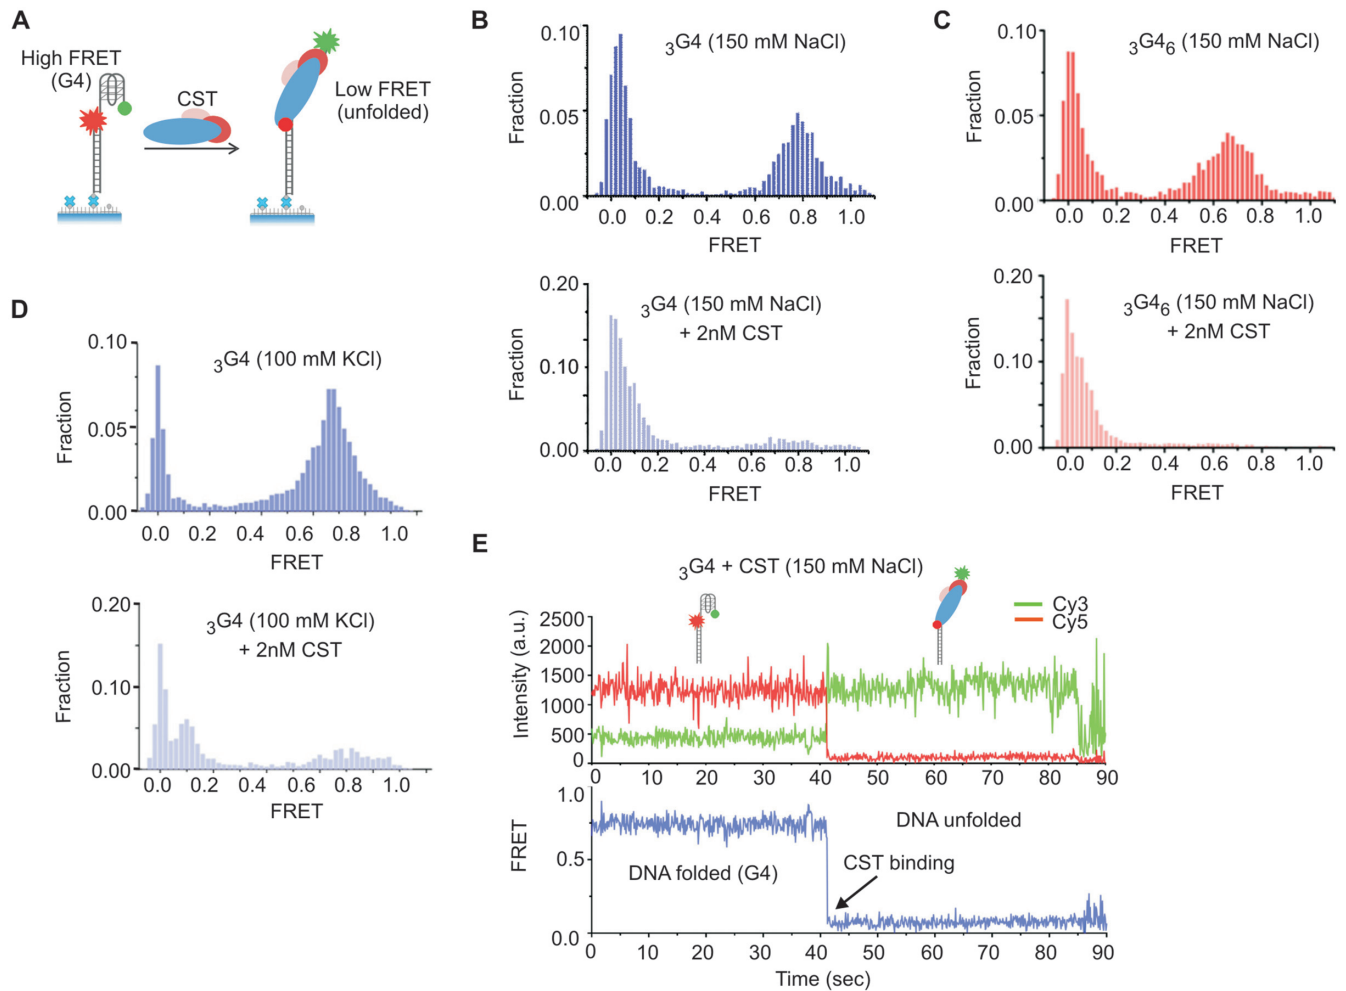 A
High FRET
(G4)
CST
Low FRET
(unfolded)
B
₃G4 (150 mM NaCl)
Fraction
0.10
0.05
0.00
0.0 0.2 0.4 0.6 0.8 1.0
FRET
₃G4 (150 mM NaCl)
+ 2nM CST
Fraction
0.20
0.10
0.00
0.0 0.2 0.4 0.6 0.8 1.0
FRET
C
₃G4₆ (150 mM NaCl)
Fraction
0.10
0.05
0.00
0.0 0.2 0.4 0.6 0.8 1.0
FRET
₃G4₆ (150 mM NaCl)
+ 2nM CST
Fraction
0.20
0.10
0.00
0.0 0.2 0.4 0.6 0.8 1.0
FRET
D
₃G4 (100 mM KCl)
Fraction
0.10
0.05
0.00
0.0 0.2 0.4 0.6 0.8 1.0
FRET
₃G4 (100 mM KCl)
+ 2nM CST
Fraction
0.20
0.10
0.00
0.0 0.2 0.4 0.6 0.8 1.0
FRET
E
₃G4 + CST (150 mM NaCl)
Cy3
Cy5
Intensity (a.u.)
2500
2000
1500
1000
500
0
0 10 20 30 40 50 60 70 80 90
FRET
1.0
0.5
0.0
DNA unfolded
CST binding
DNA folded (G4)
0 10 20 30 40 50 60 70 80 90
Time (sec)